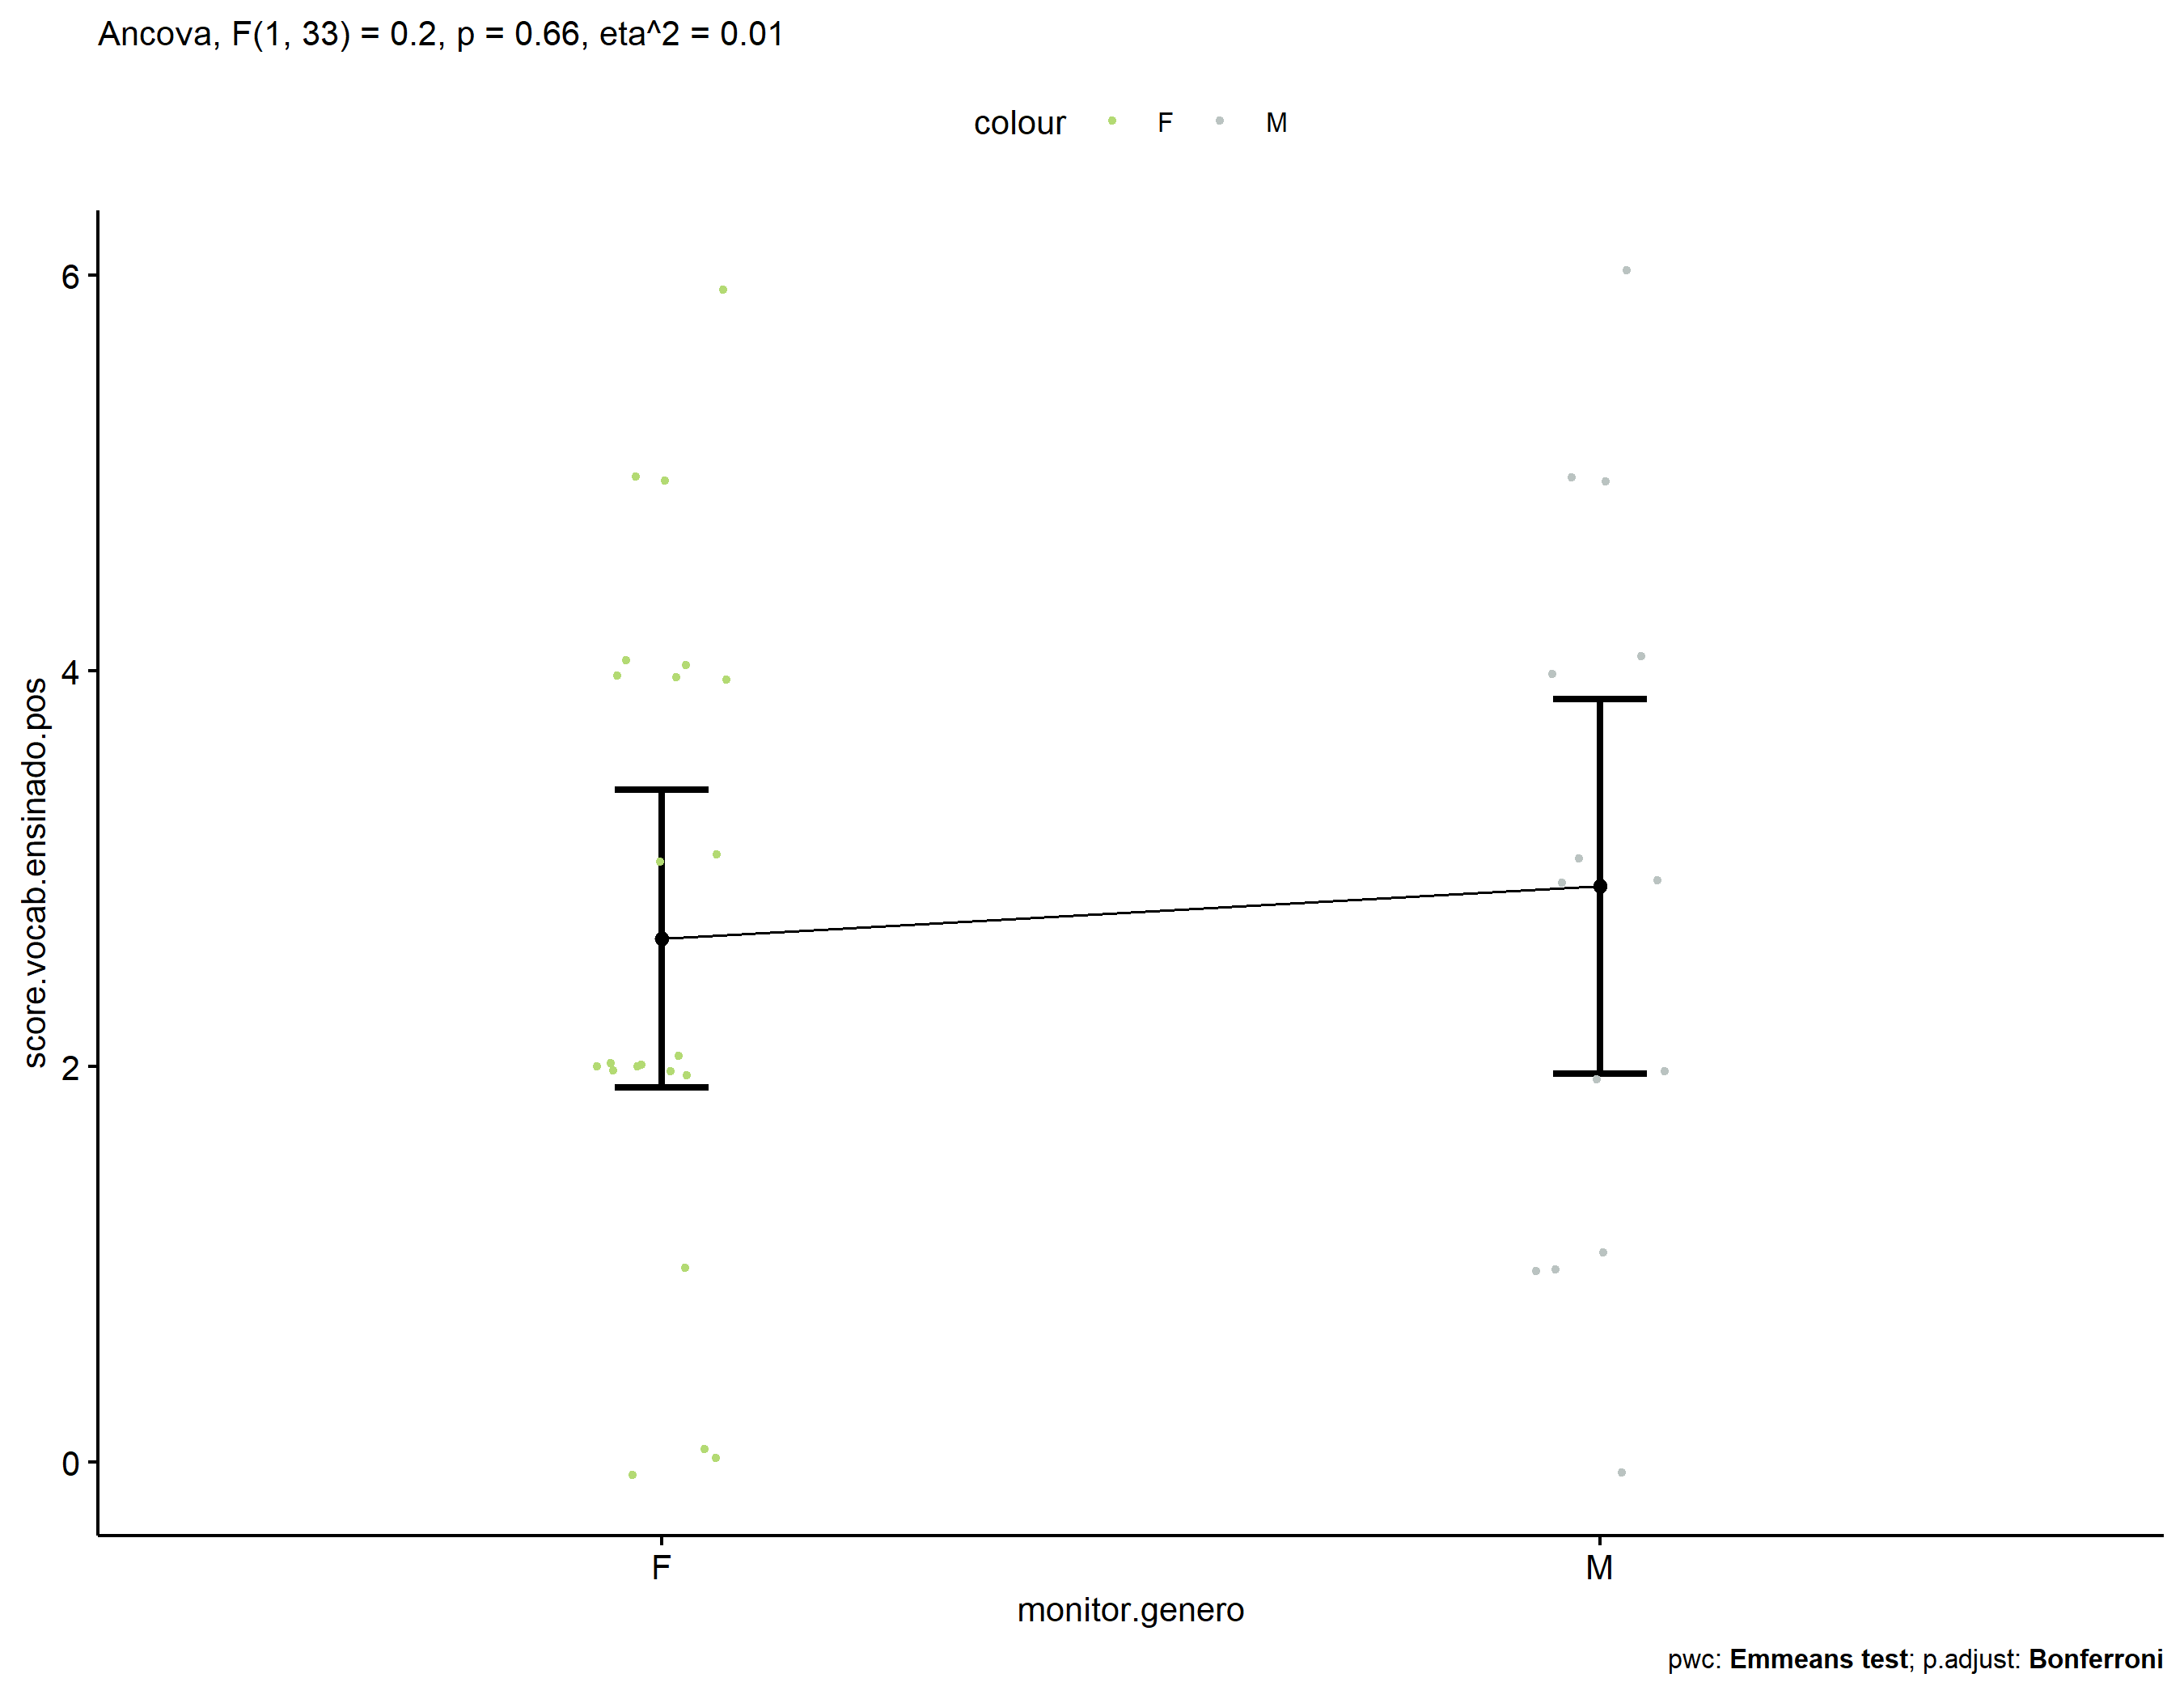 Ancova, F(1, 33) = 0.2, p = 0.66, eta^2 = 0.01
colour F M
6
4
2
0
score.vocab.ensinado.pos
F M
monitor.genero
pwc: Emmeans test; p.adjust: Bonferroni